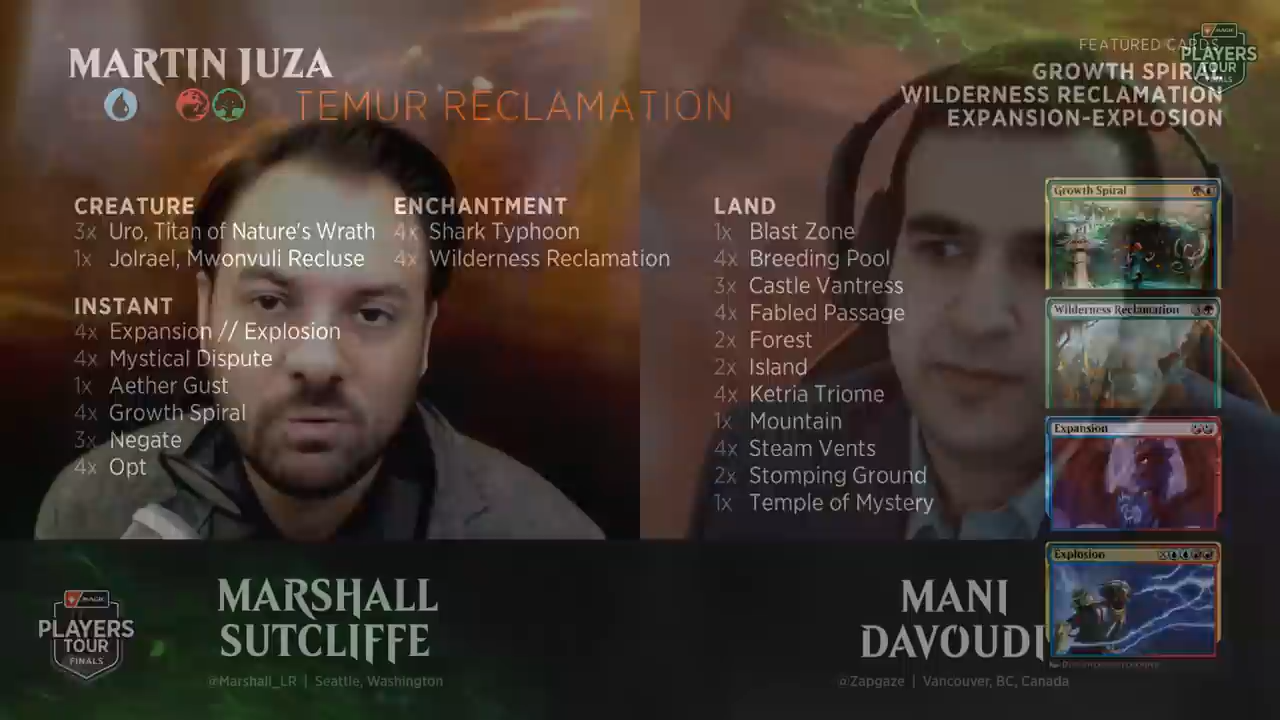 MARTIN JUZA
TEMUR RECLAMATION
FEATURED CARDS
GROWTH SPIRAL
WILDERNESS RECLAMATION
EXPANSION-EXPLOSION
MAGIC
PLAYERS
TOUR
FINALS
CREATURE
3x Uro, Titan of Nature's Wrath
1x Jolrael, Mwonvuli Recluse
INSTANT
4x Expansion // Explosion
4x Mystical Dispute
1x Aether Gust
4x Growth Spiral
3x Negate
4x Opt
ENCHANTMENT
4x Shark Typhoon
4x Wilderness Reclamation
LAND
1x Blast Zone
4x Breeding Pool
3x Castle Vantress
4x Fabled Passage
2x Forest
2x Island
4x Ketria Triome
1x Mountain
4x Steam Vents
2x Stomping Ground
1x Temple of Mystery
Growth Spiral
Wilderness Reclamation
Expansion
Explosion
MAGIC
PLAYERS
TOUR
FINALS
MARSHALL
SUTCLIFFE
@Marshall_LR | Seattle, Washington
MANI
DAVOUDI
@Zapgaze | Vancouver, BC, Canada